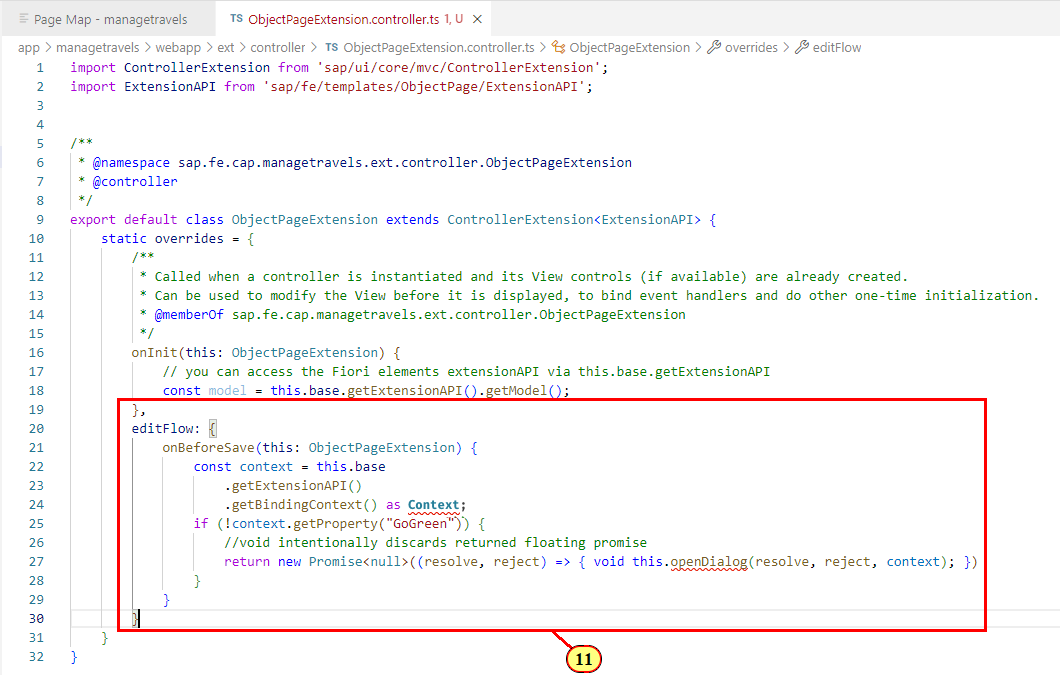 Page Map - managetravels
TS ObjectPageExtension.controller.ts 1, U ×
app > managetravels > webapp > ext > controller > TS ObjectPageExtension.controller.ts > ObjectPageExtension > overrides > editFlow
1 import ControllerExtension from 'sap/ui/core/mvc/ControllerExtension';
2 import ExtensionAPI from 'sap/fe/templates/ObjectPage/ExtensionAPI';
3
4
5 /**
6 * @namespace sap.fe.cap.managetravels.ext.controller.ObjectPageExtension
7 * @controller
8 */
9 export default class ObjectPageExtension extends ControllerExtension<ExtensionAPI> {
10 static overrides = {
11 /**
12 * Called when a controller is instantiated and its View controls (if available) are already created.
13 * Can be used to modify the View before it is displayed, to bind event handlers and do other one-time initialization.
14 * @memberOf sap.fe.cap.managetravels.ext.controller.ObjectPageExtension
15 */
16 onInit(this: ObjectPageExtension) {
17 // you can access the Fiori elements extensionAPI via this.base.getExtensionAPI
18 const model = this.base.getExtensionAPI().getModel();
19 },
20 editFlow: {
21 onBeforeSave(this: ObjectPageExtension) {
22 const context = this.base
23 .getExtensionAPI()
24 .getBindingContext() as Context;
25 if (!context.getProperty("GoGreen")) {
26 //void intentionally discards returned floating promise
27 return new Promise<null>((resolve, reject) => { void this.openDialog(resolve, reject, context); })
28 }
29 }
30 }
31 }
32 }
11